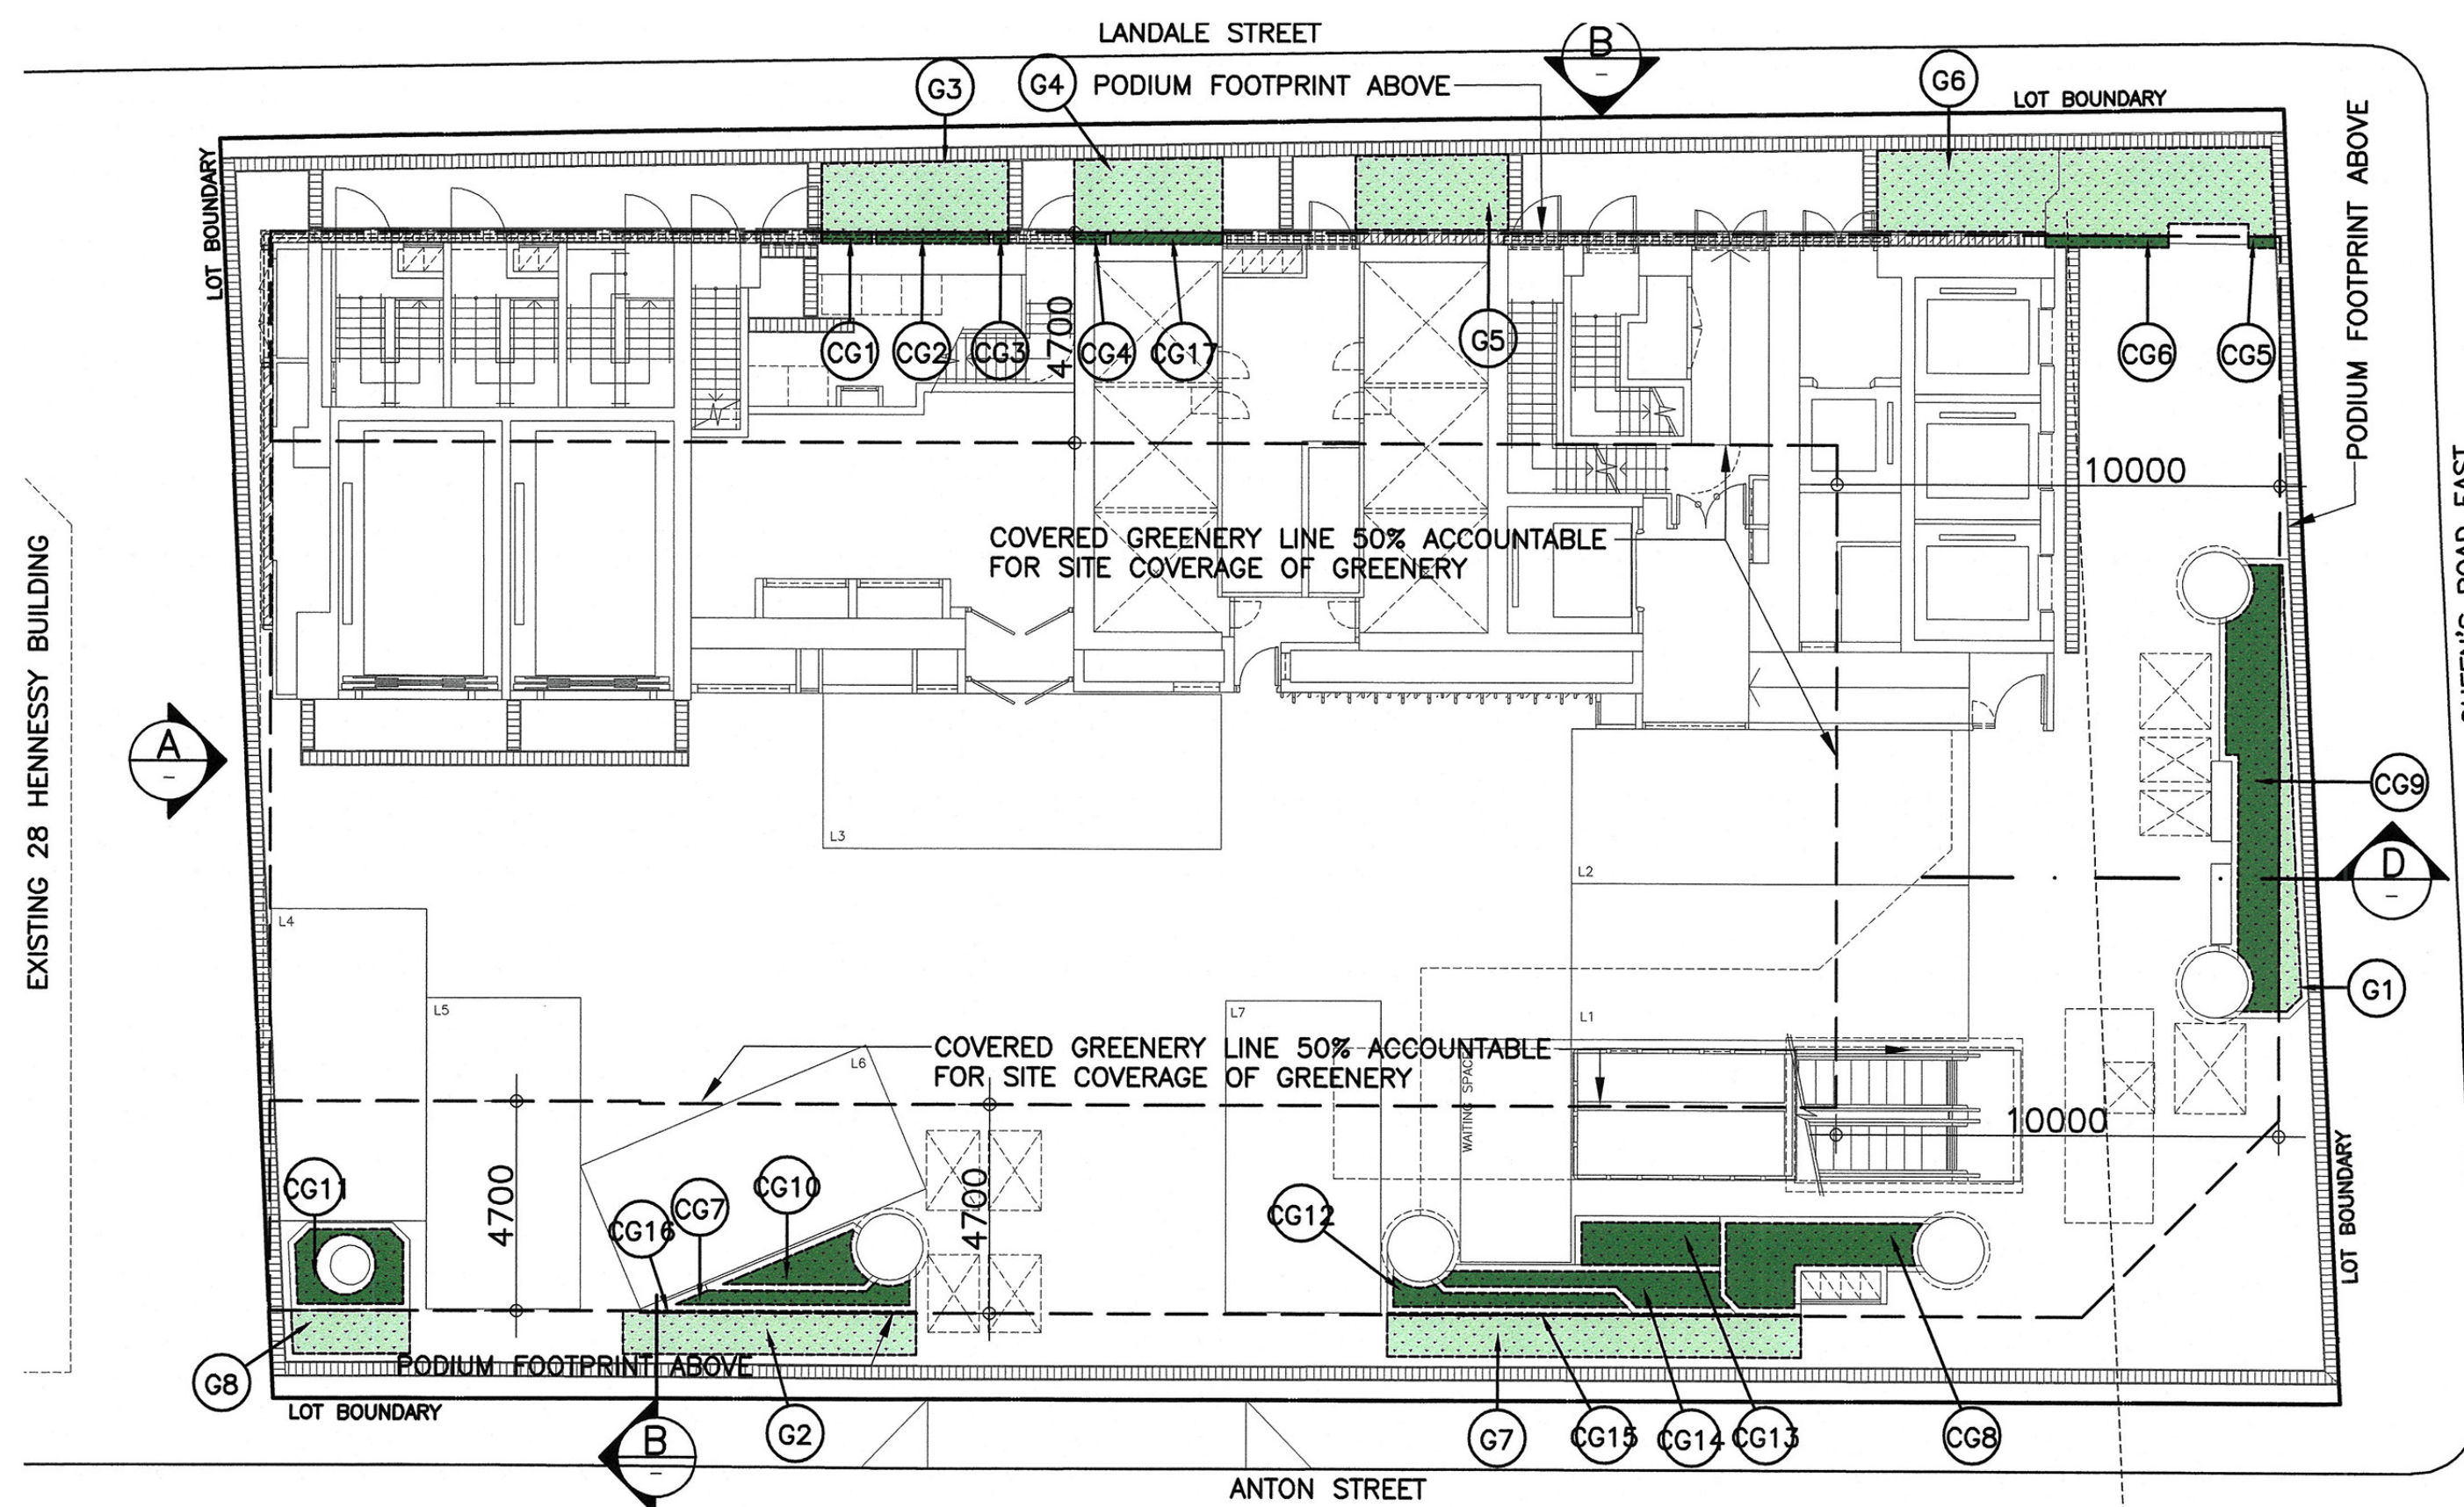 LANDALE STREET
B
-
G3
G4
PODIUM FOOTPRINT ABOVE
G6
LOT BOUNDARY
PODIUM FOOTPRINT ABOVE
LOT BOUNDARY
CG1
CG2
CG3
4700
CG4
CG17
G5
CG6
CG5
10000
COVERED GREENERY LINE 50% ACCOUNTABLE
FOR SITE COVERAGE OF GREENERY
EXISTING 28 HENNESSY BUILDING
A
-
CG9
L3
L2
D
-
L4
L5
L7
L1
G1
L6
COVERED GREENERY LINE 50% ACCOUNTABLE
FOR SITE COVERAGE OF GREENERY
WAITING SPACE
10000
LOT BOUNDARY
CG11
4700
CG16
CG7
CG10
4700
CG12
G8
PODIUM FOOTPRINT ABOVE
LOT BOUNDARY
B
-
G2
G7
CG15
CG14
CG13
CG8
ANTON STREET